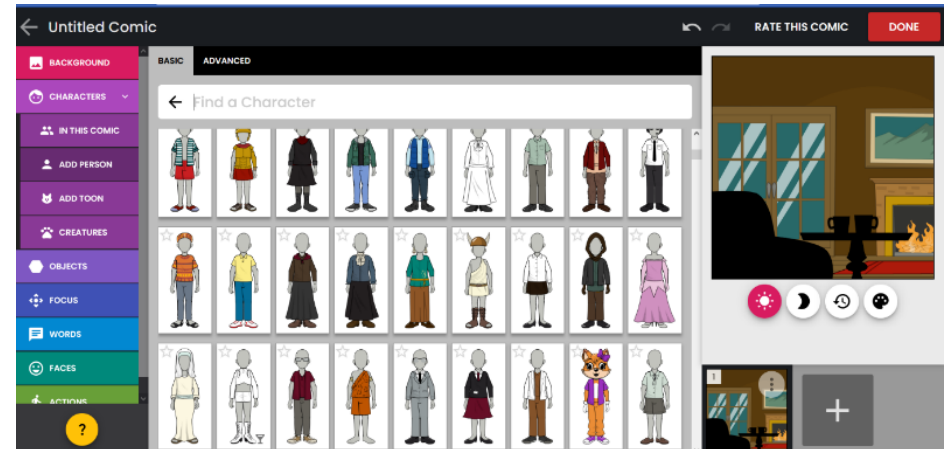 Untitled Comic
RATE THIS COMIC
DONE
BACKGROUND
CHARACTERS
IN THIS COMIC
ADD PERSON
ADD TOON
CREATURES
OBJECTS
FOCUS
WORDS
FACES
ACTIONS
?
BASIC
ADVANCED
Find a Character
1